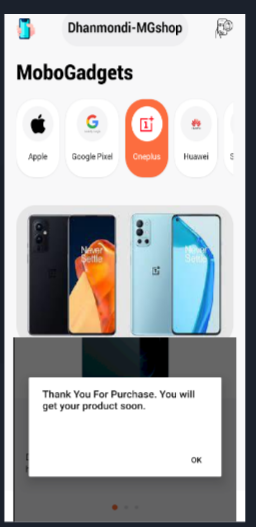 Dhanmondi-MGshop
MoboGadgets
Apple
Google Pixel
Oneplus
Huawei
S
Never
Settle
Never
Settle
Thank You For Purchase. You will
get your product soon.
OK